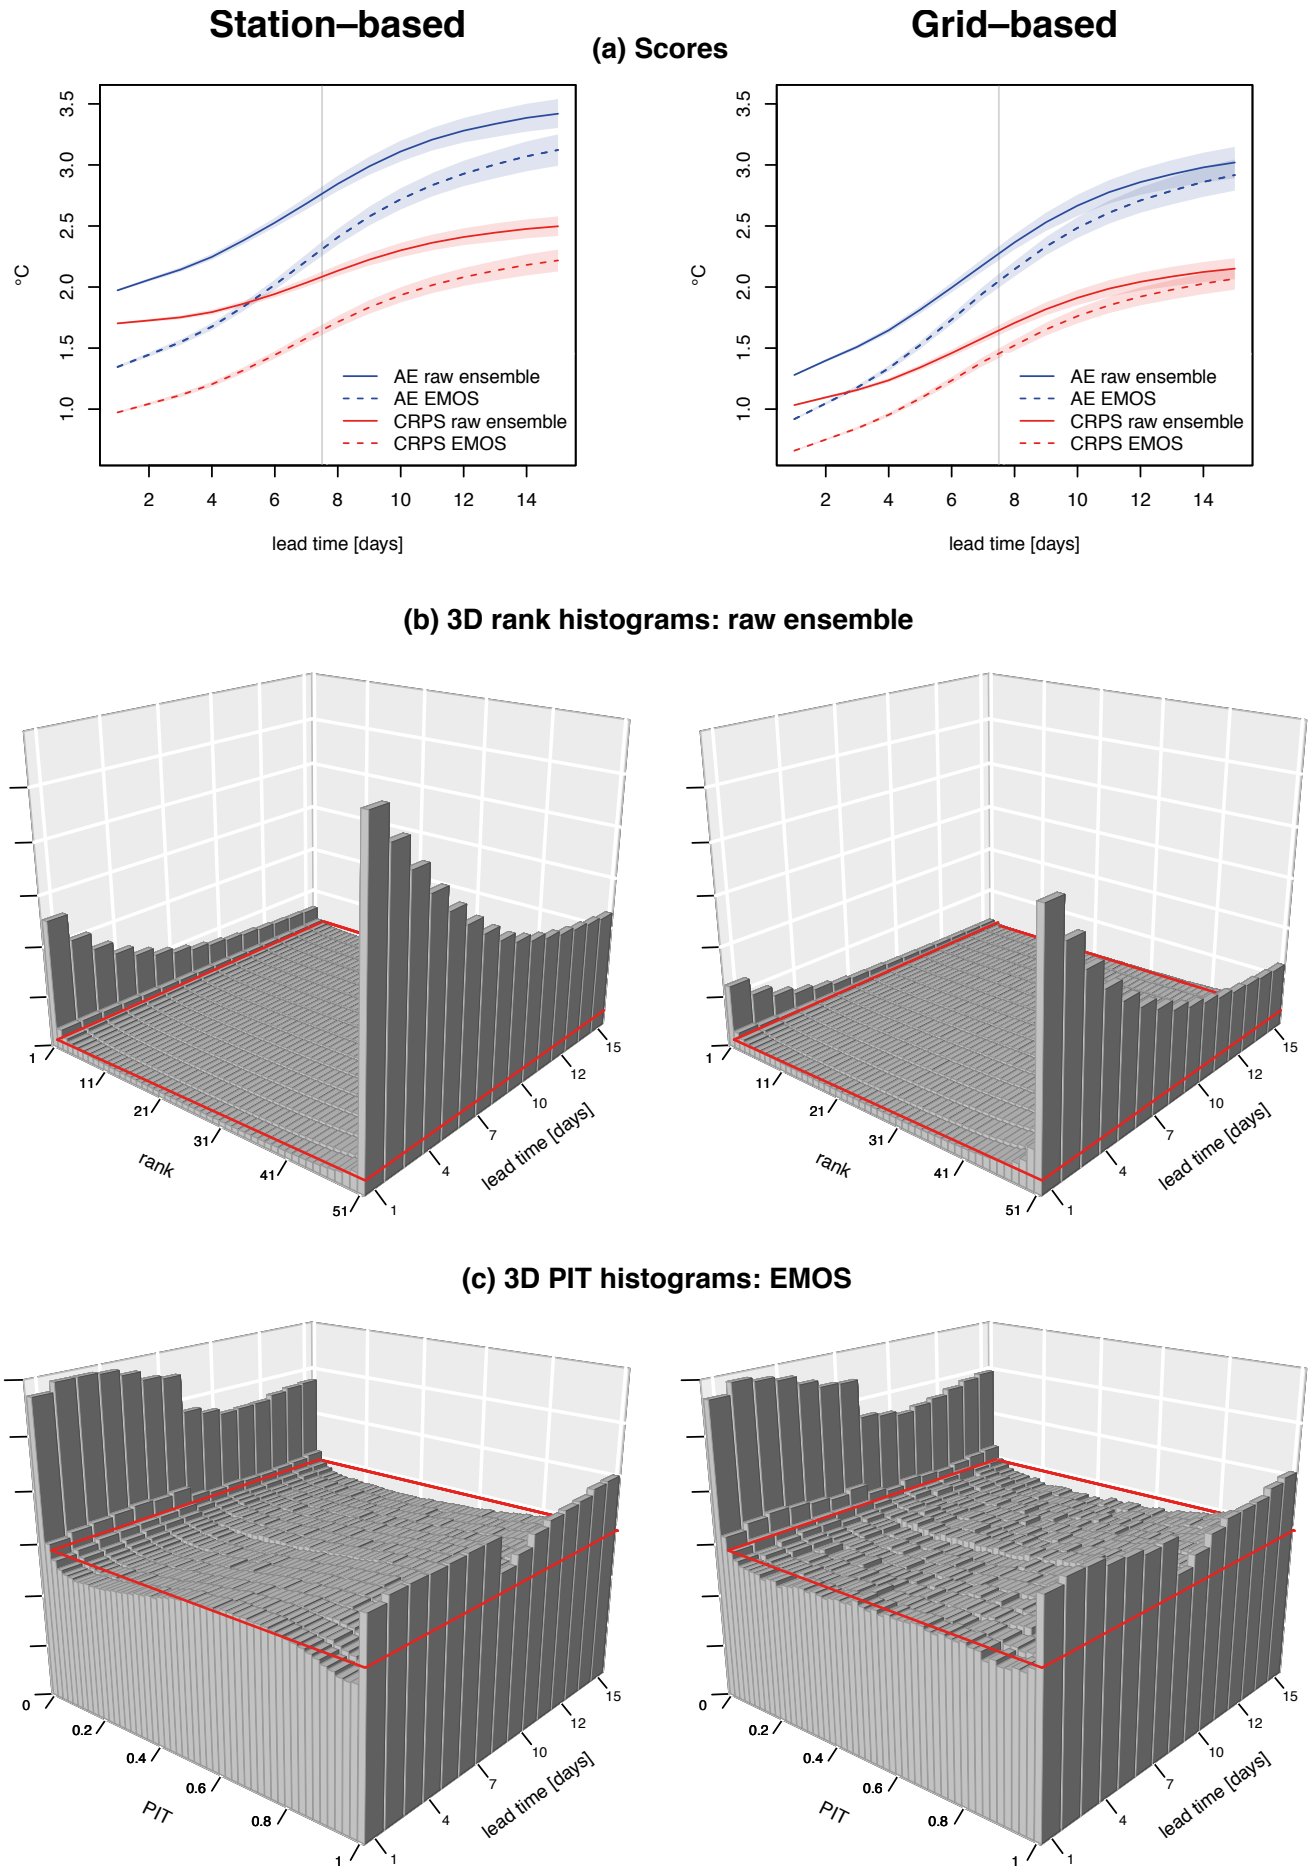 Station–based Grid–based
(a) Scores
3.5
3.0
2.5
2.0
1.5
1.0
°C
AE raw ensemble
AE EMOS
CRPS raw ensemble
CRPS EMOS
2 4 6 8 10 12 14
lead time [days]
3.5
3.0
2.5
2.0
1.5
1.0
°C
AE raw ensemble
AE EMOS
CRPS raw ensemble
CRPS EMOS
2 4 6 8 10 12 14
lead time [days]
(b) 3D rank histograms: raw ensemble
1
11
21
31
41
51
rank
1
4
7
10
12
15
lead time [days]
1
11
21
31
41
51
rank
1
4
7
10
12
15
lead time [days]
(c) 3D PIT histograms: EMOS
0
0.2
0.4
0.6
0.8
1
PIT
1
4
7
10
12
15
lead time [days]
0
0.2
0.4
0.6
0.8
1
PIT
1
4
7
10
12
15
lead time [days]